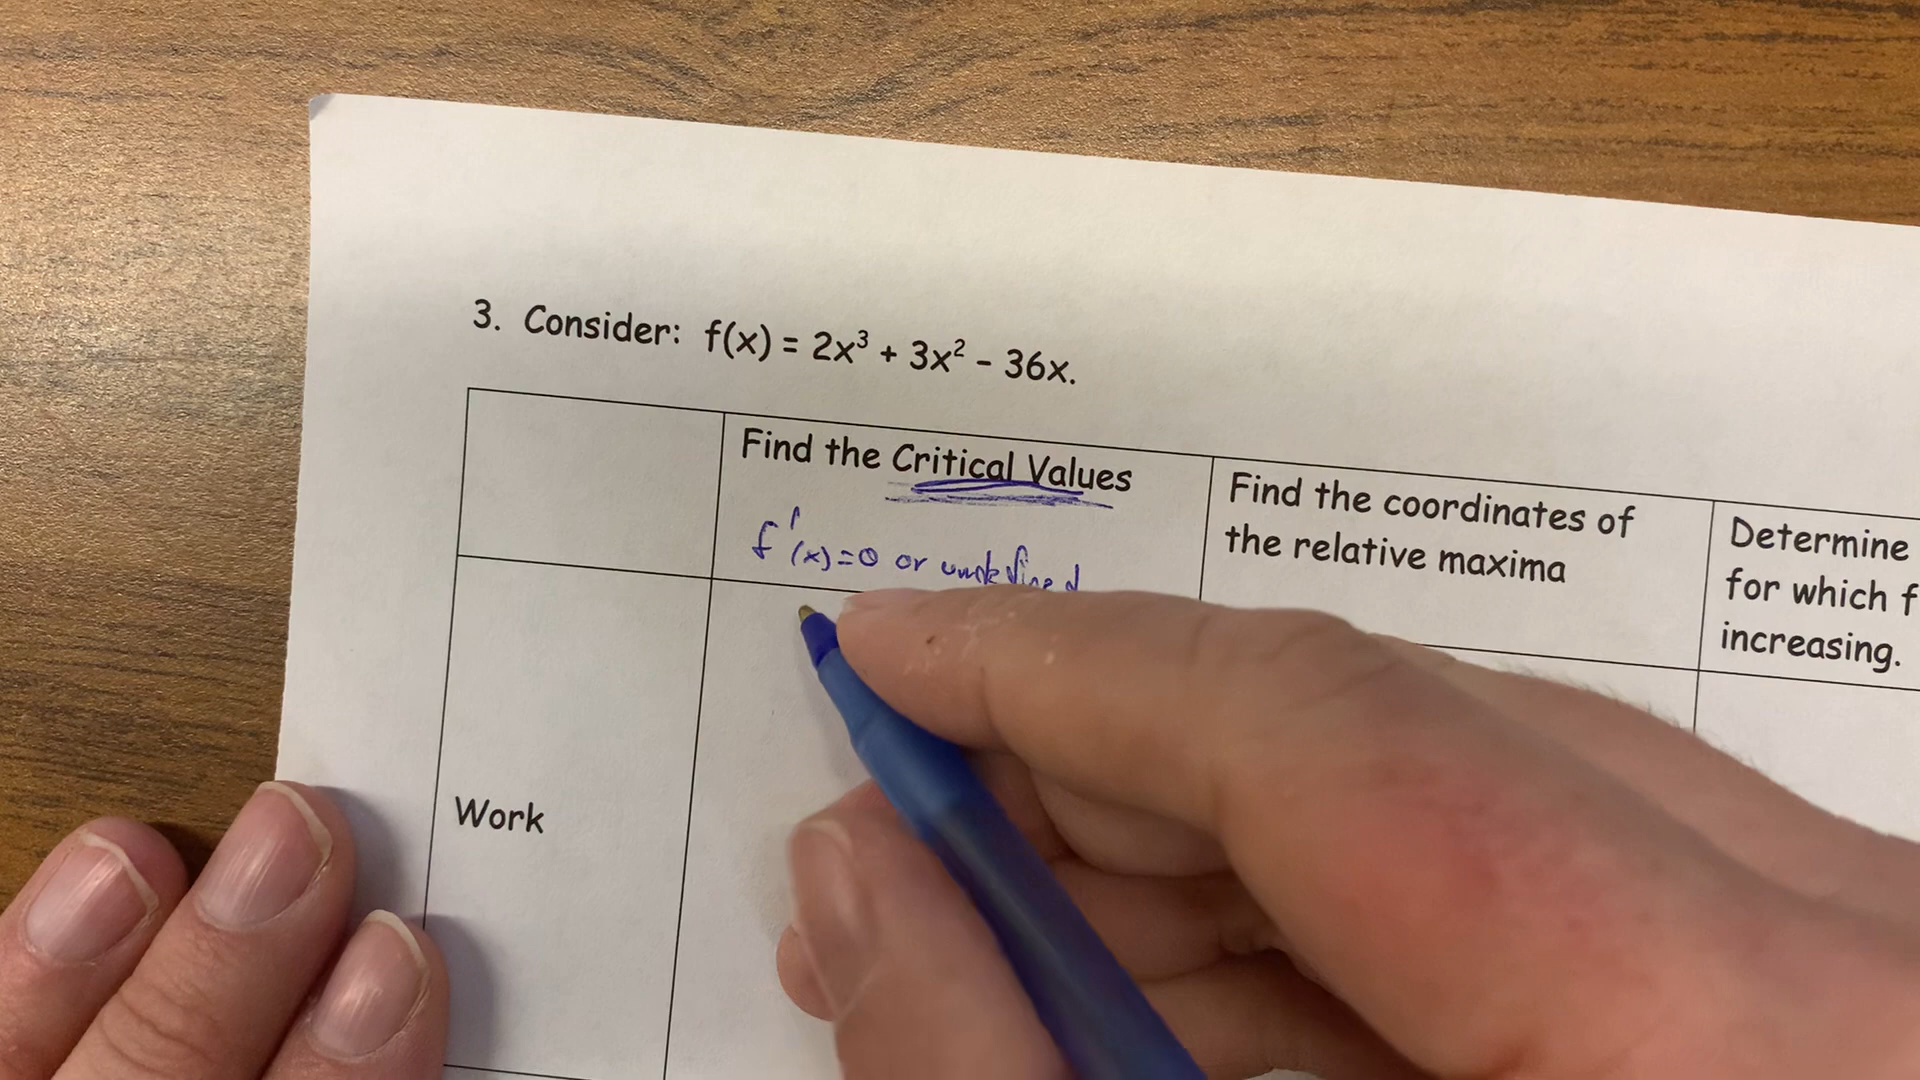 3. Consider: f(x) = 2x³ + 3x² - 36x.
Find the Critical Values
f'(x)=0 or undefined
Find the coordinates of
the relative maxima
Determine
for which f
increasing.
Work